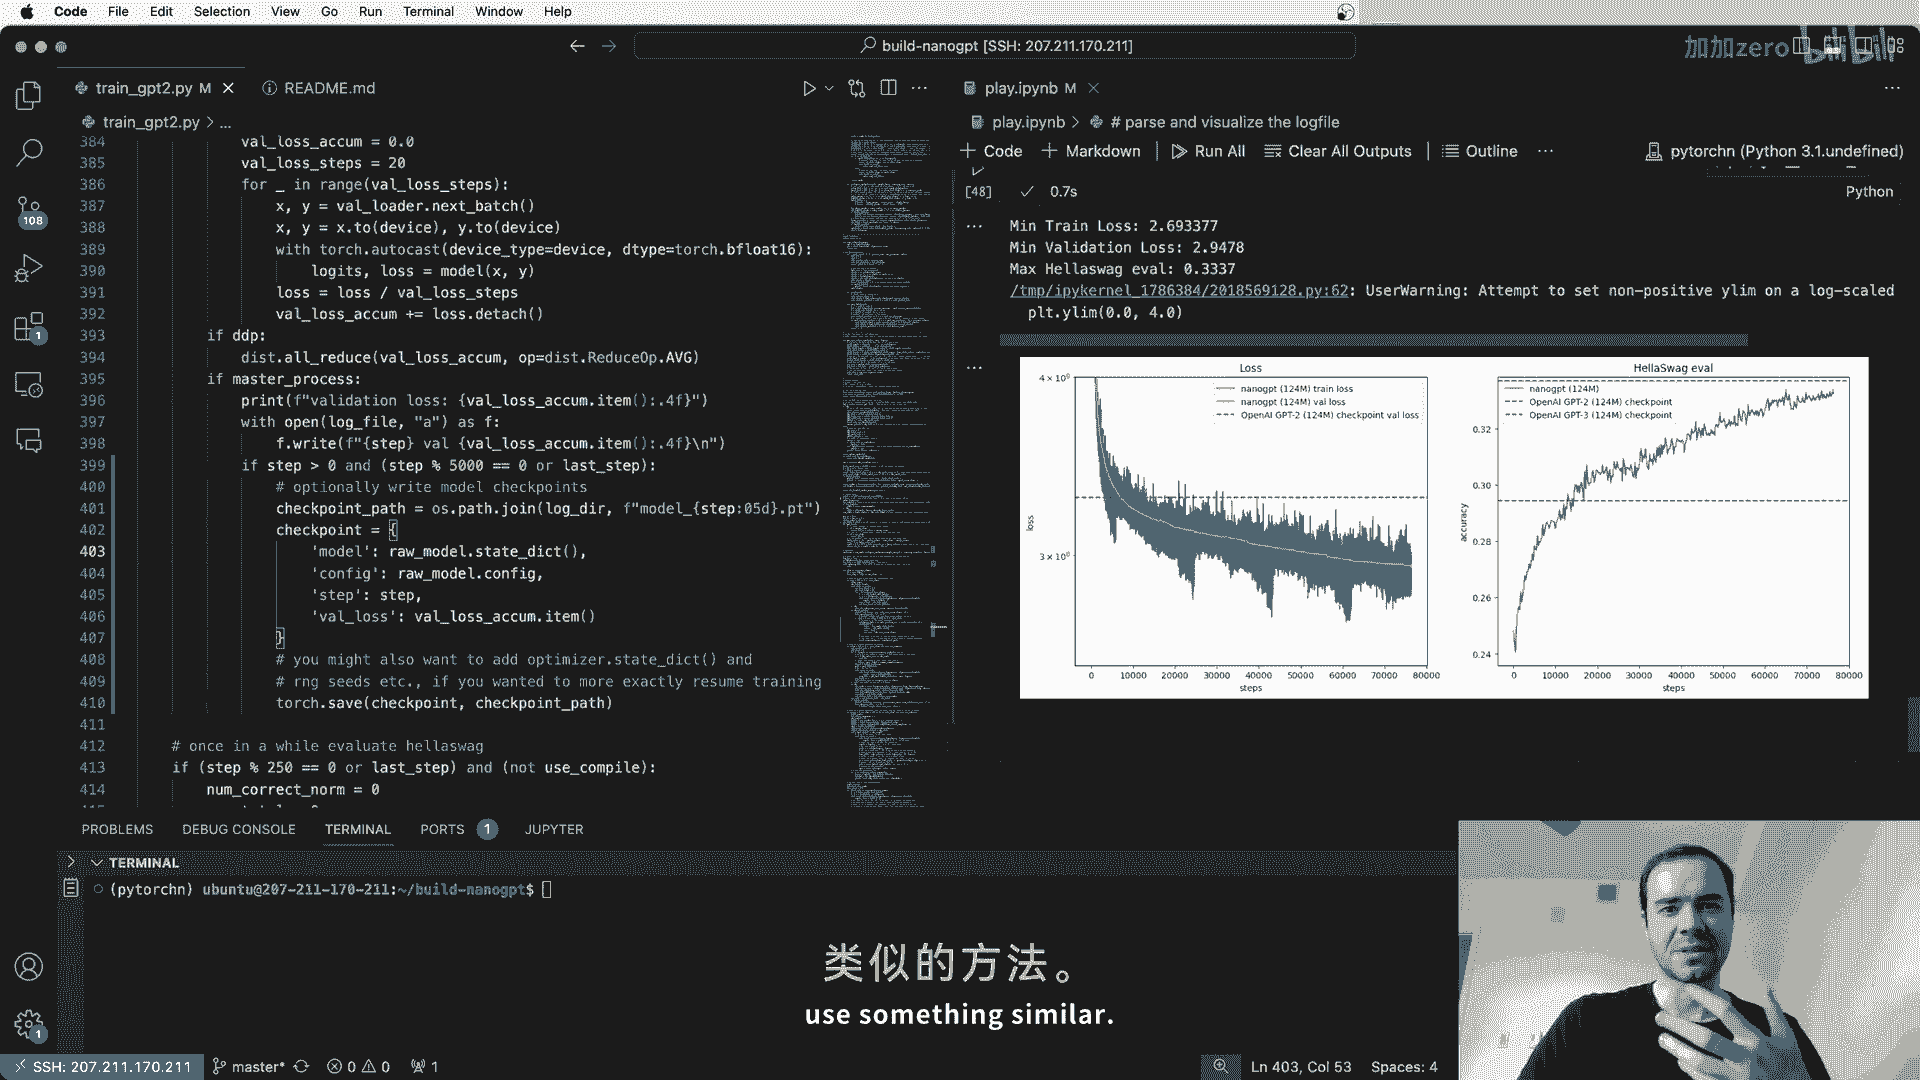 Code File Edit Selection View Go Run Terminal Window Help
build-nanogpt [SSH: 207.211.170.211]
加加zero bilibili
train_gpt2.py M
README.md
play.ipynb M
train_gpt2.py > ...
play.ipynb > # parse and visualize the logfile
Code Markdown Run All Clear All Outputs Outline ... pytorchn (Python 3.1.undefined)
384 val_loss_accum = 0.0
385 val_loss_steps = 20
386 for _ in range(val_loss_steps):
387 x, y = val_loader.next_batch()
388 x, y = x.to(device), y.to(device)
389 with torch.autocast(device_type=device, dtype=torch.bfloat16):
390 logits, loss = model(x, y)
391 loss = loss / val_loss_steps
392 val_loss_accum += loss.detach()
393 if ddp:
394 dist.all_reduce(val_loss_accum, op=dist.ReduceOp.AVG)
395 if master_process:
396 print(f"validation loss: {val_loss_accum.item():.4f}")
397 with open(log_file, "a") as f:
398 f.write(f"{step} val {val_loss_accum.item():.4f}\n")
399 if step > 0 and (step % 5000 == 0 or last_step):
400 # optionally write model checkpoints
401 checkpoint_path = os.path.join(log_dir, f"model_{step:05d}.pt")
402 checkpoint = {
403 'model': raw_model.state_dict(),
404 'config': raw_model.config,
405 'step': step,
406 'val_loss': val_loss_accum.item()
407 }
408 # you might also want to add optimizer.state_dict() and
409 # rng seeds etc., if you wanted to more exactly resume training
410 torch.save(checkpoint, checkpoint_path)
411
412 # once in a while evaluate hellaswag
413 if (step % 250 == 0 or last_step) and (not use_compile):
414 num_correct_norm = 0
[48] 0.7s Python
Min Train Loss: 2.693377
Min Validation Loss: 2.9478
Max Hellaswag eval: 0.3337
/tmp/ipykernel_1786384/2018569128.py:62: UserWarning: Attempt to set non-positive ylim on a log-scaled
plt.ylim(0.0, 4.0)
Loss
nanogpt (124M) train loss
nanogpt (124M) val loss
OpenAI GPT-2 (124M) checkpoint val loss
4 × 10⁰
3 × 10⁰
loss
0 10000 20000 30000 40000 50000 60000 70000 80000
steps
HellaSwag eval
nanogpt (124M)
OpenAI GPT-2 (124M) checkpoint
OpenAI GPT-3 (124M) checkpoint
0.32
0.30
0.28
0.26
0.24
accuracy
0 10000 20000 30000 40000 50000 60000 70000 80000
steps
108
1
PROBLEMS DEBUG CONSOLE TERMINAL PORTS 1 JUPYTER
TERMINAL
(pytorchn) ubuntu@207-211-170-211:~/build-nanogpt$
类似的方法。
use something similar.
1
SSH: 207.211.170.211 master* 0 0 1 Ln 403, Col 53 Spaces: 4